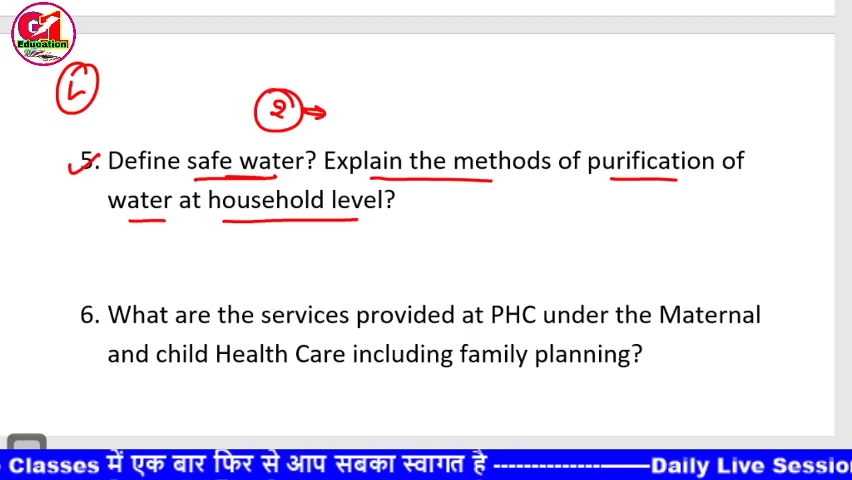 Education
२
5. Define safe water? Explain the methods of purification of
water at household level?
6. What are the services provided at PHC under the Maternal
and child Health Care including family planning?
Classes में एक बार फिर से आप सबका स्वागत है -------------------Daily Live Sessio